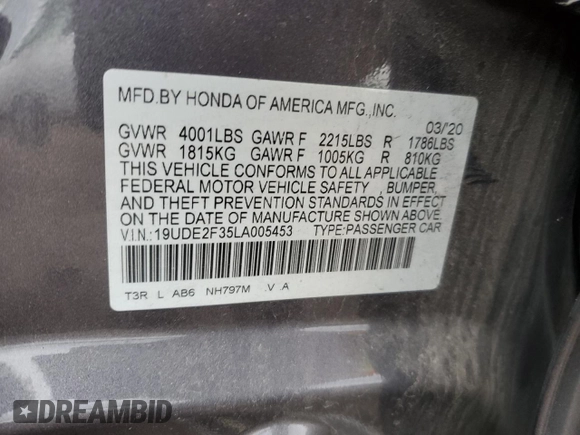 MFD.BY HONDA OF AMERICA MFG.,INC.
03/'20
GVWR 4001LBS GAWR F 2215LBS R 1786LBS
GVWR 1815KG GAWR F 1005KG R 810KG
THIS VEHICLE CONFORMS TO ALL APPLICABLE
FEDERAL MOTOR VEHICLE SAFETY , BUMPER,
AND THEFT PREVENTION STANDARDS IN EFFECT
ON THE DATE OF MANUFACTURE SHOWN ABOVE.
V.I.N.:19UDE2F35LA005453 TYPE:PASSENGER CAR
T3R L AB6 NH797M .V A
DREAMBID